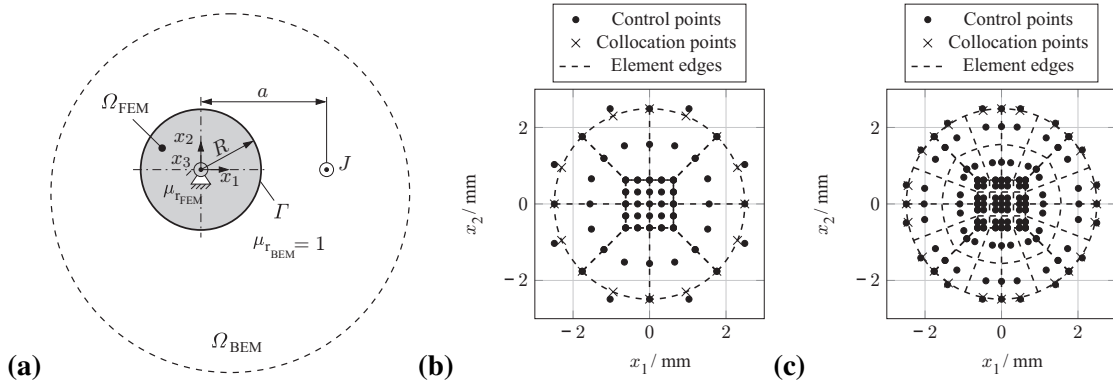 Ω_FEM
a
x_2
R
J
x_3
x_1
μ_r_FEM
Γ
μ_r_BEM = 1
Ω_BEM
(a)
Control points
Collocation points
Element edges
2
0
−2
x_2 / mm
−2 0 2
x_1 / mm
(b)
Control points
Collocation points
Element edges
2
0
−2
x_2 / mm
−2 0 2
x_1 / mm
(c)